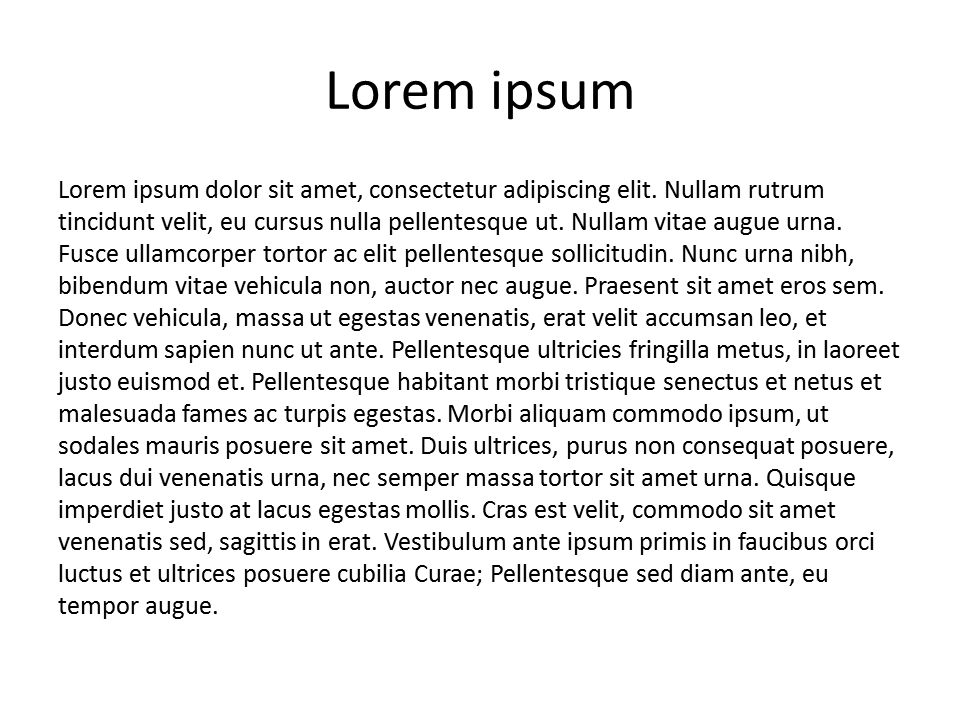 Lorem ipsum
Lorem ipsum dolor sit amet, consectetur adipiscing elit. Nullam rutrum
tincidunt velit, eu cursus nulla pellentesque ut. Nullam vitae augue urna.
Fusce ullamcorper tortor ac elit pellentesque sollicitudin. Nunc urna nibh,
bibendum vitae vehicula non, auctor nec augue. Praesent sit amet eros sem.
Donec vehicula, massa ut egestas venenatis, erat velit accumsan leo, et
interdum sapien nunc ut ante. Pellentesque ultricies fringilla metus, in laoreet
justo euismod et. Pellentesque habitant morbi tristique senectus et netus et
malesuada fames ac turpis egestas. Morbi aliquam commodo ipsum, ut
sodales mauris posuere sit amet. Duis ultrices, purus non consequat posuere,
lacus dui venenatis urna, nec semper massa tortor sit amet urna. Quisque
imperdiet justo at lacus egestas mollis. Cras est velit, commodo sit amet
venenatis sed, sagittis in erat. Vestibulum ante ipsum primis in faucibus orci
luctus et ultrices posuere cubilia Curae; Pellentesque sed diam ante, eu
tempor augue.